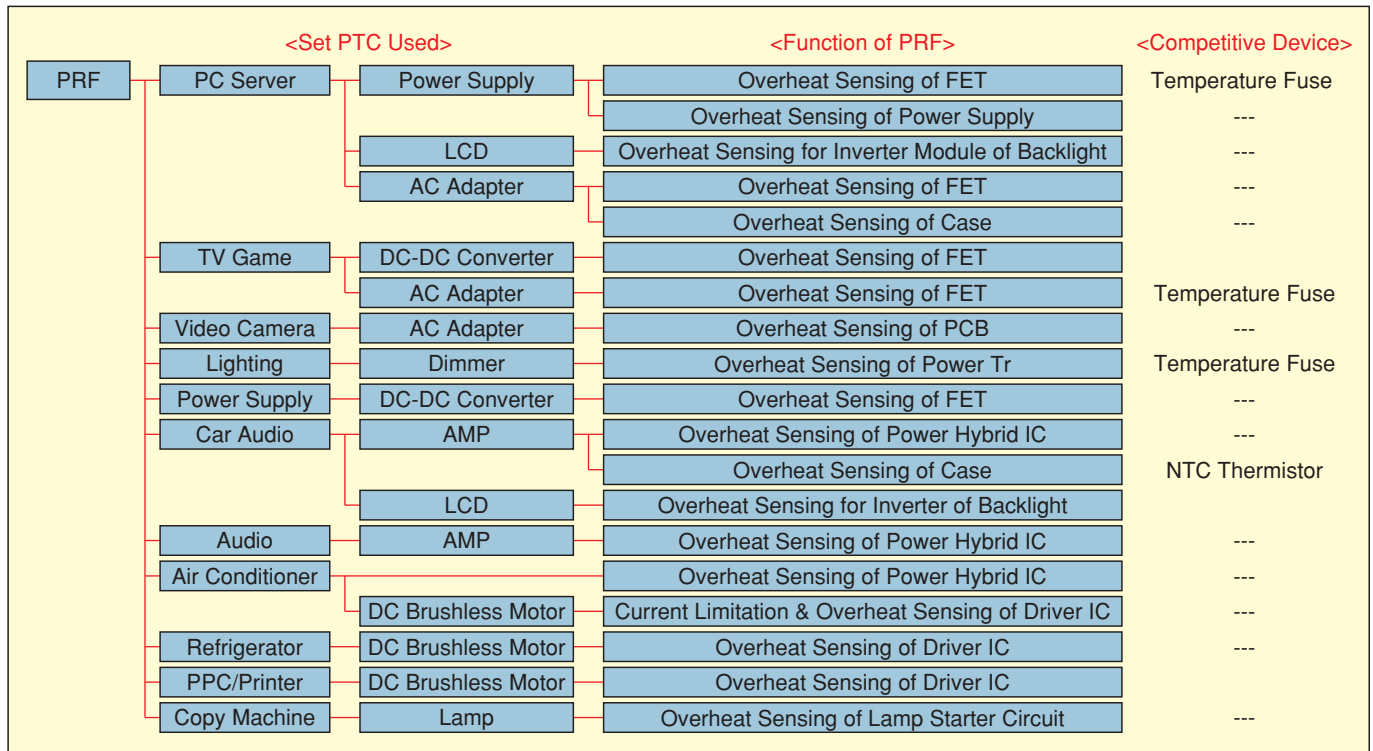 <Set PTC Used> <Function of PRF> <Competitive Device>
PRF PC Server Power Supply Overheat Sensing of FET Temperature Fuse
Overheat Sensing of Power Supply ---
LCD Overheat Sensing for Inverter Module of Backlight ---
AC Adapter Overheat Sensing of FET ---
Overheat Sensing of Case ---
TV Game DC-DC Converter Overheat Sensing of FET
AC Adapter Overheat Sensing of FET Temperature Fuse
Video Camera AC Adapter Overheat Sensing of PCB ---
Lighting Dimmer Overheat Sensing of Power Tr Temperature Fuse
Power Supply DC-DC Converter Overheat Sensing of FET ---
Car Audio AMP Overheat Sensing of Power Hybrid IC ---
Overheat Sensing of Case NTC Thermistor
LCD Overheat Sensing for Inverter of Backlight
Audio AMP Overheat Sensing of Power Hybrid IC ---
Air Conditioner Overheat Sensing of Power Hybrid IC ---
DC Brushless Motor Current Limitation & Overheat Sensing of Driver IC ---
Refrigerator DC Brushless Motor Overheat Sensing of Driver IC ---
PPC/Printer DC Brushless Motor Overheat Sensing of Driver IC
Copy Machine Lamp Overheat Sensing of Lamp Starter Circuit ---